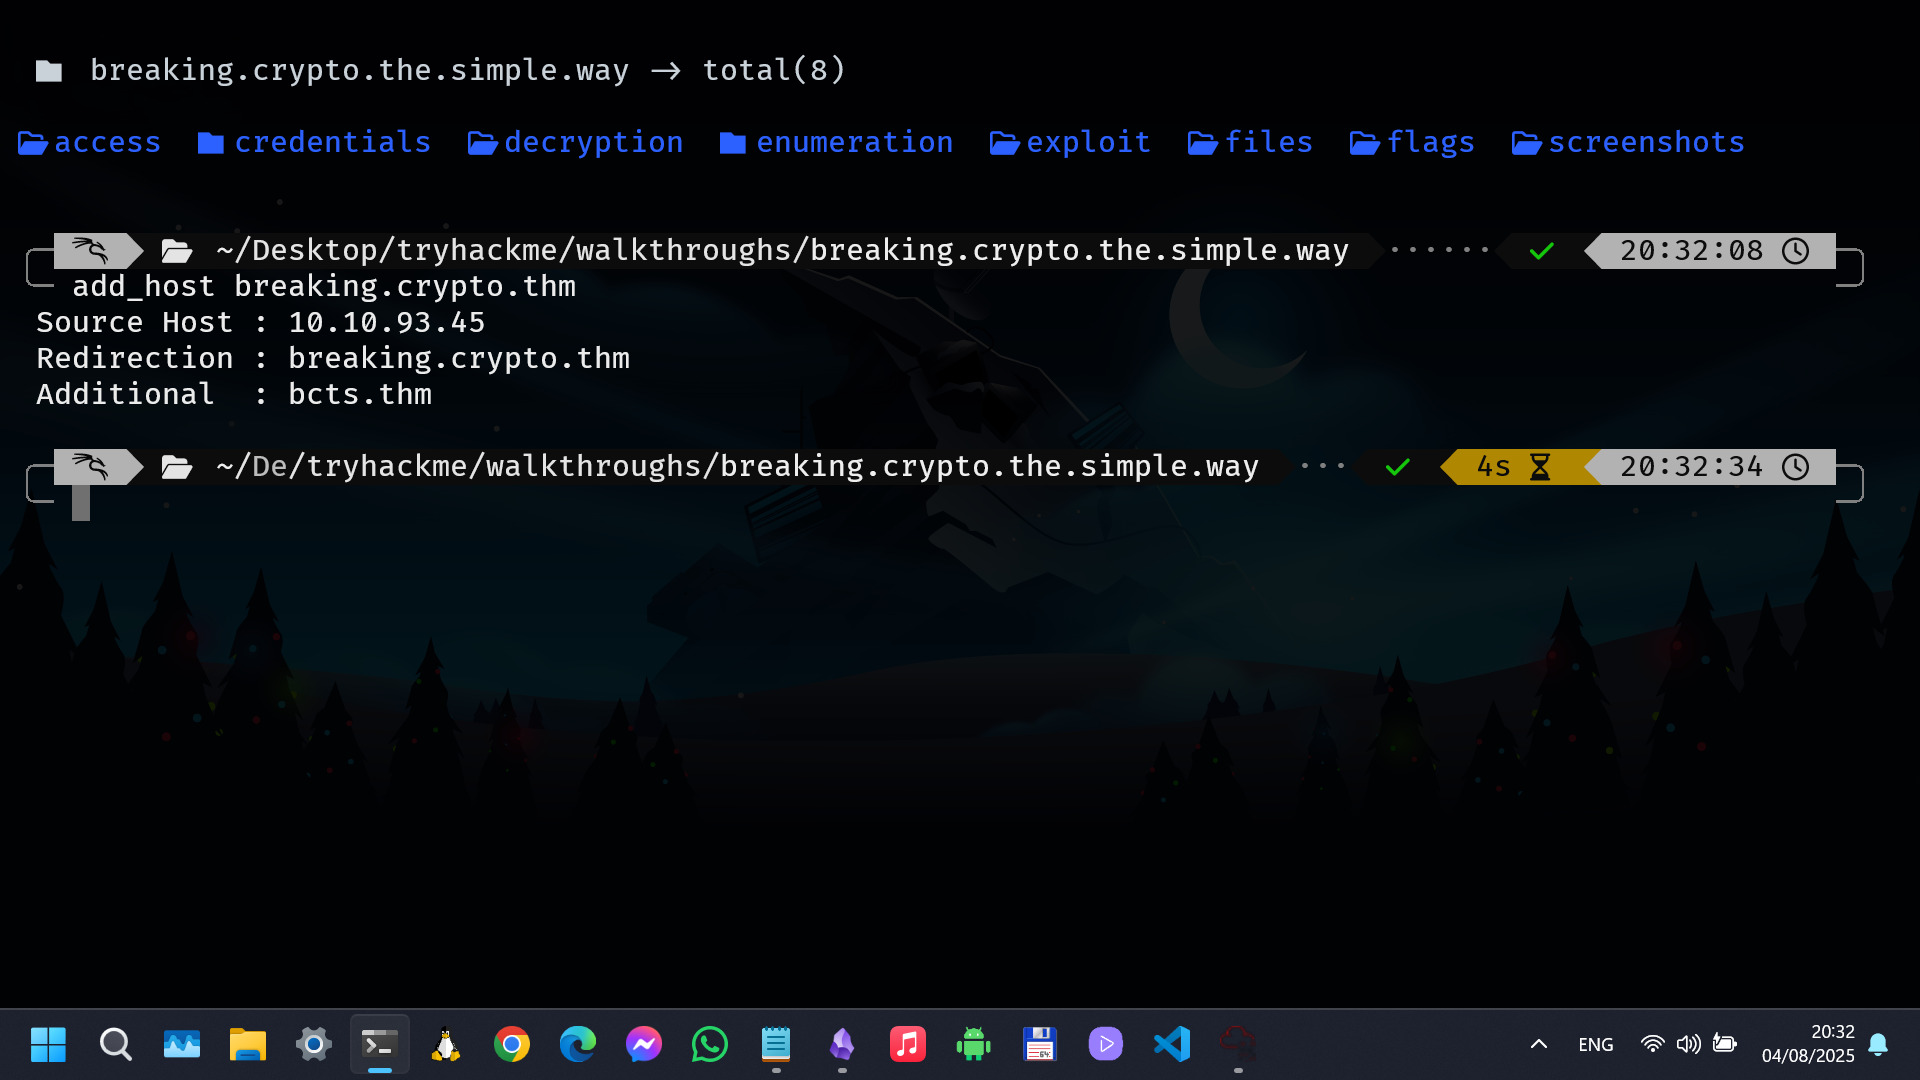 breaking.crypto.the.simple.way → total(8)
access credentials decryption enumeration exploit files flags screenshots
~/Desktop/tryhackme/walkthroughs/breaking.crypto.the.simple.way ······ ✓ 20:32:08
add_host breaking.crypto.thm
Source Host : 10.10.93.45
Redirection : breaking.crypto.thm
Additional  : bcts.thm
~/De/tryhackme/walkthroughs/breaking.crypto.the.simple.way ··· ✓ 4s 20:32:34
64
ENG
20:32
04/08/2025